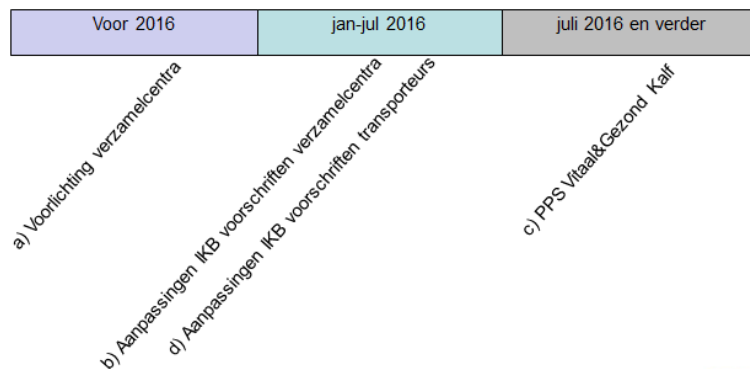 Voor 2016
jan-jul 2016
juli 2016 en verder
a) Voorlichting verzamelcentra
b) Aanpassingen IKB voorschriften verzamelcentra
d) Aanpassingen IKB voorschriften transporteurs
c) PPS Vitaal&Gezond Kalf